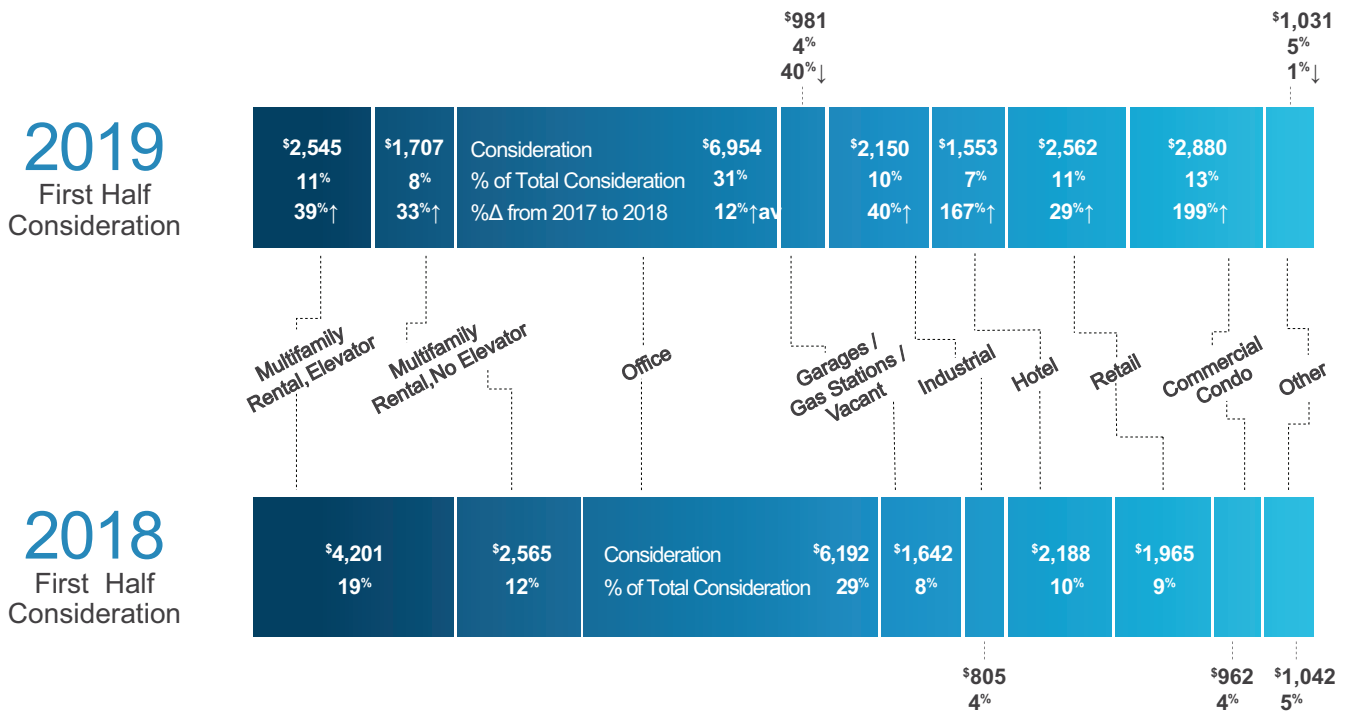 $981
4%
40%↓
$1,031
5%
1%↓
2019
First Half
Consideration
$2,545
11%
39%↑
$1,707
8%
33%↑
Consideration $6,954
% of Total Consideration 31%
%Δ from 2017 to 2018 12%↑av
$2,150
10%
40%↑
$1,553
7%
167%↑
$2,562
11%
29%↑
$2,880
13%
199%↑
Multifamily
Rental, Elevator
Multifamily
Rental, No Elevator
Office
Garages /
Gas Stations /
Vacant
Industrial
Hotel
Retail
Commercial
Condo
Other
2018
First Half
Consideration
$4,201
19%
$2,565
12%
Consideration $6,192
% of Total Consideration 29%
$1,642
8%
$2,188
10%
$1,965
9%
$805
4%
$962
4%
$1,042
5%